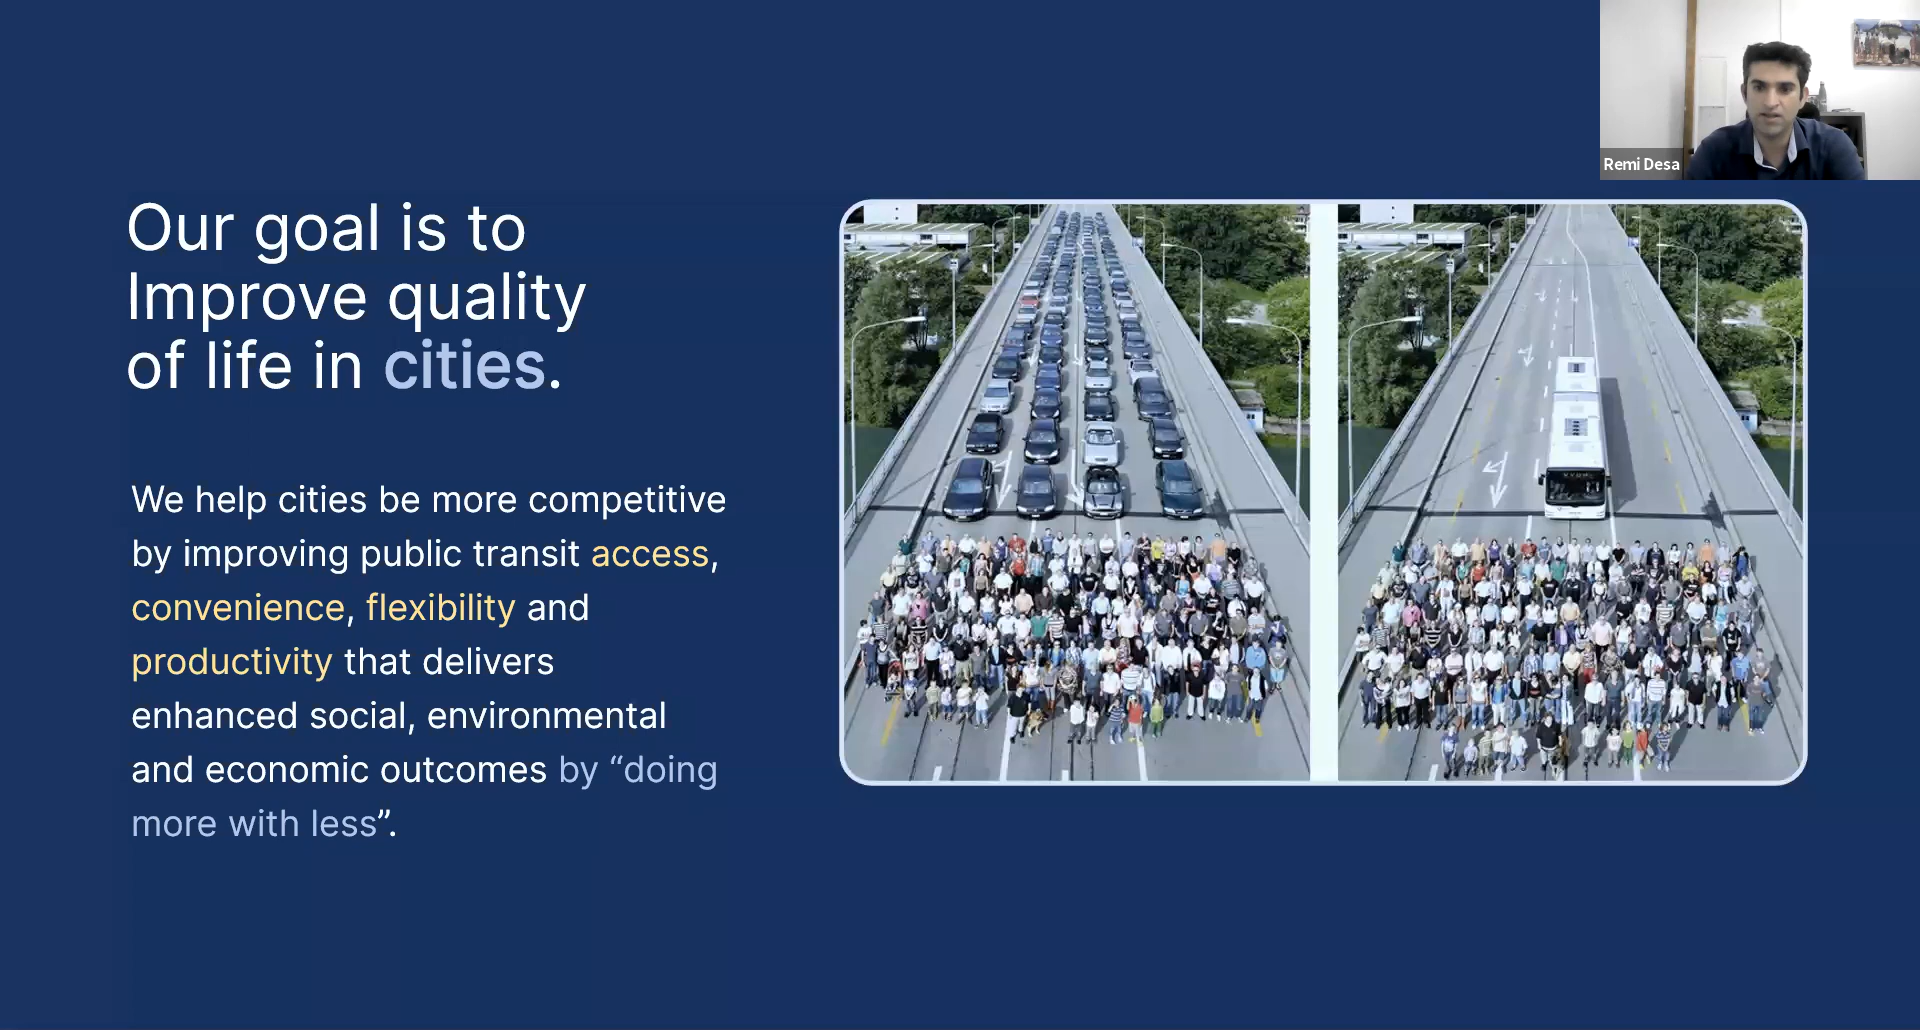 Remi Desa
Our goal is to
Improve quality
of life in cities.
We help cities be more competitive
by improving public transit access,
convenience, flexibility and
productivity that delivers
enhanced social, environmental
and economic outcomes by “doing
more with less”.